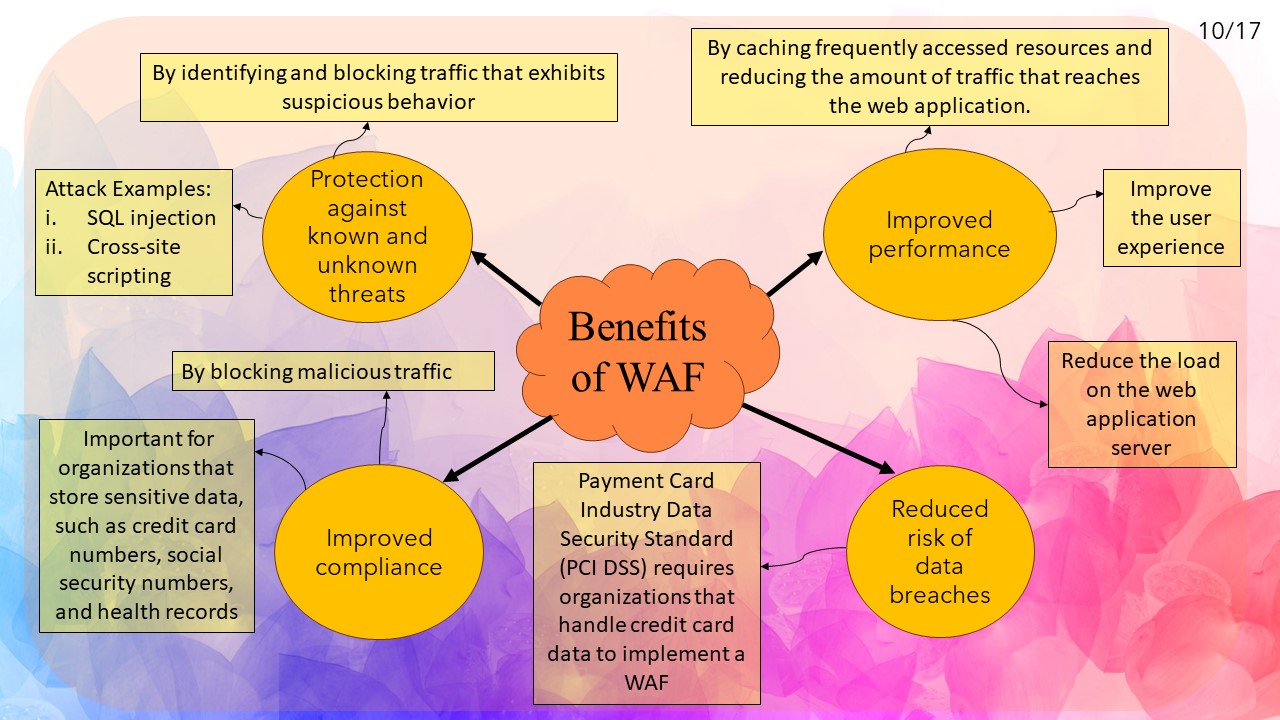 10/17
By identifying and blocking traffic that exhibits
suspicious behavior
By caching frequently accessed resources and
reducing the amount of traffic that reaches
the web application.
Attack Examples:
i. SQL injection
ii. Cross-site
scripting
Protection
against
known and
unknown
threats
Improved
performance
Improve
the user
experience
Benefits
of WAF
Reduce the load
on the web
application
server
By blocking malicious traffic
Important for
organizations that
store sensitive data,
such as credit card
numbers, social
security numbers,
and health records
Improved
compliance
Payment Card
Industry Data
Security Standard
(PCI DSS) requires
organizations that
handle credit card
data to implement a
WAF
Reduced
risk of
data
breaches